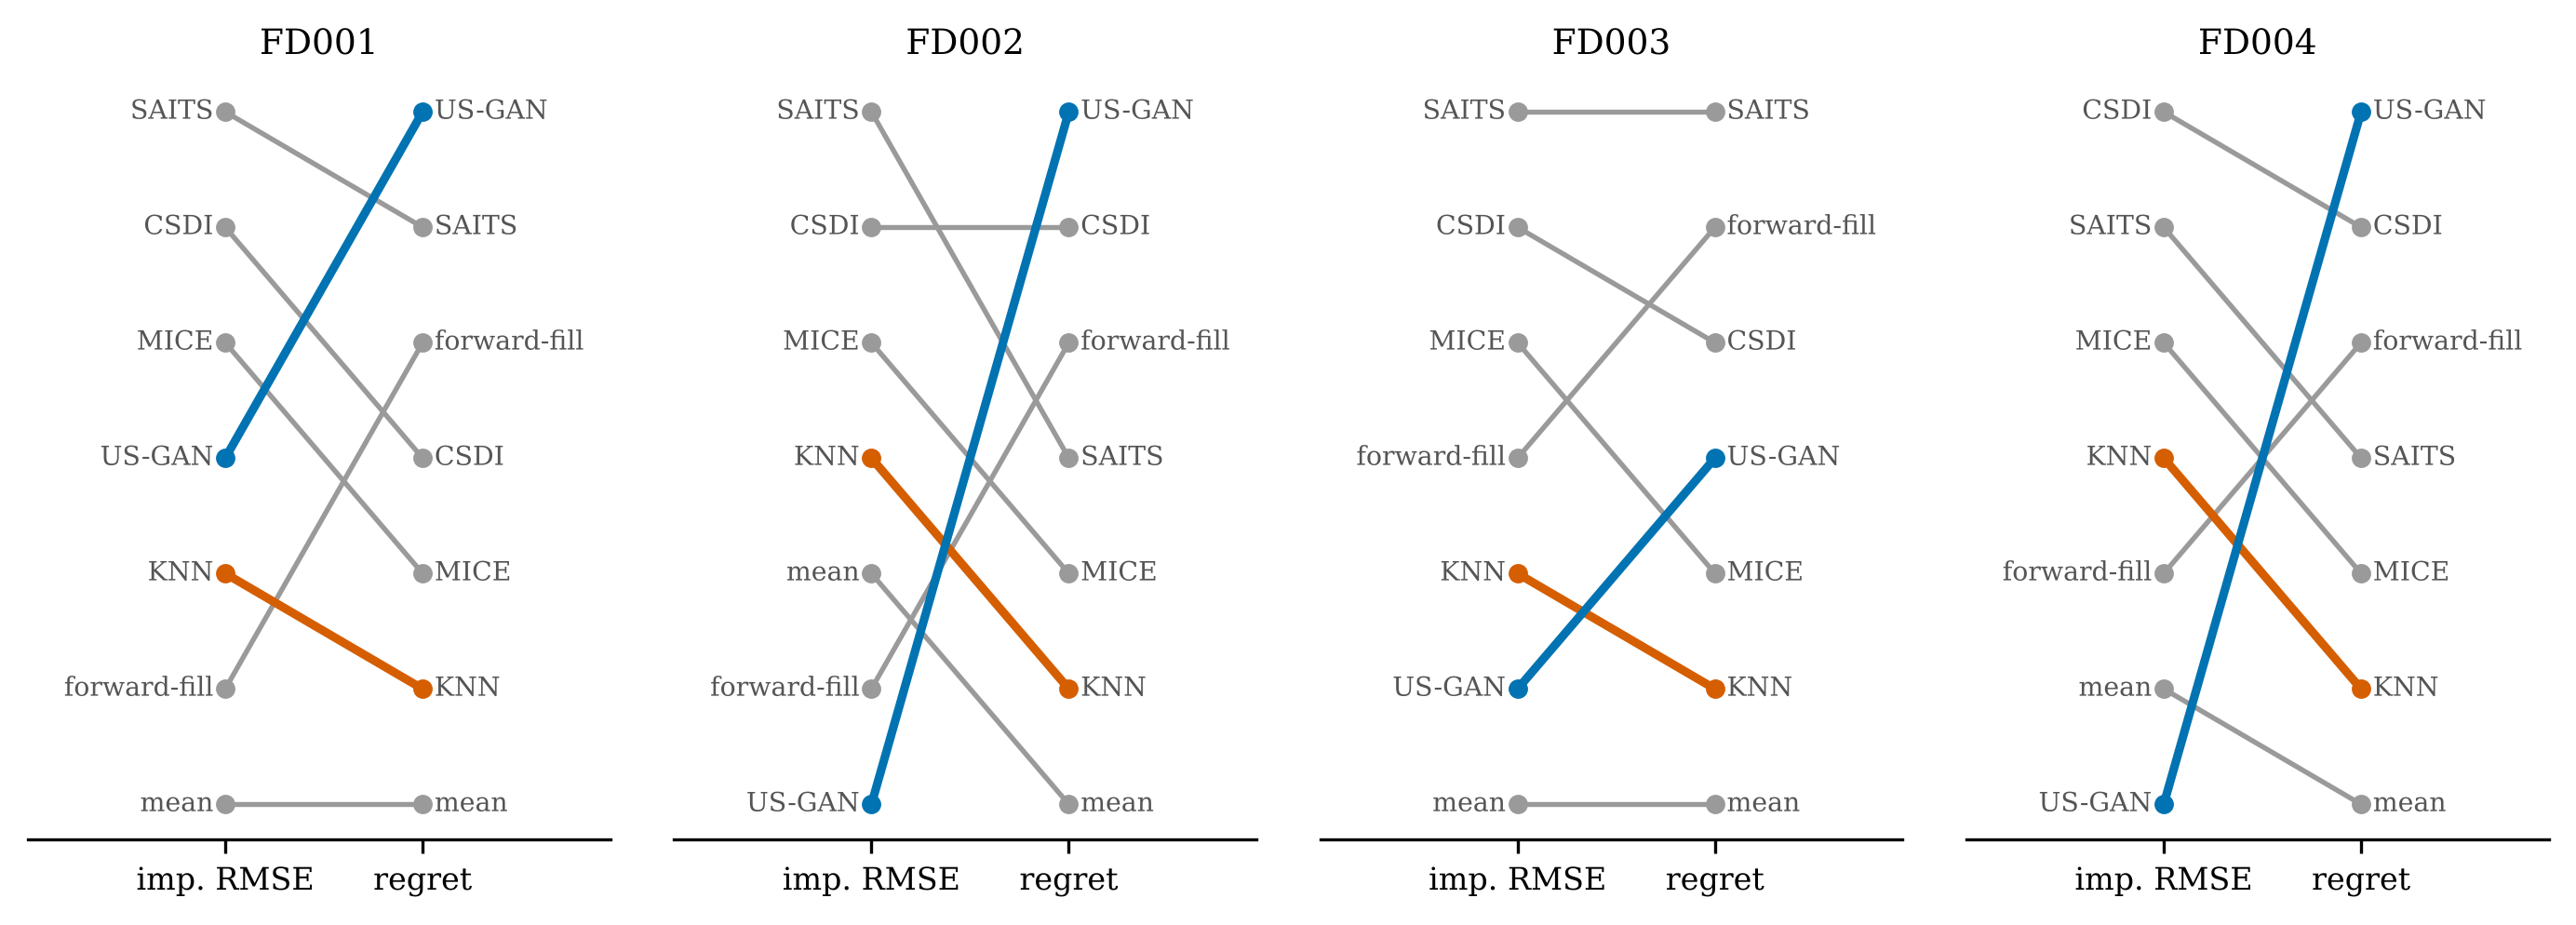 FD001
SAITS
US-GAN
CSDI
SAITS
MICE
forward-fill
US-GAN
CSDI
KNN
MICE
forward-fill
KNN
mean
mean
imp. RMSE
regret
FD002
SAITS
US-GAN
CSDI
CSDI
MICE
forward-fill
KNN
SAITS
mean
MICE
forward-fill
KNN
US-GAN
mean
imp. RMSE
regret
FD003
SAITS
SAITS
CSDI
forward-fill
MICE
CSDI
forward-fill
US-GAN
KNN
MICE
US-GAN
KNN
mean
mean
imp. RMSE
regret
FD004
CSDI
US-GAN
SAITS
CSDI
MICE
forward-fill
KNN
SAITS
forward-fill
MICE
mean
KNN
US-GAN
mean
imp. RMSE
regret